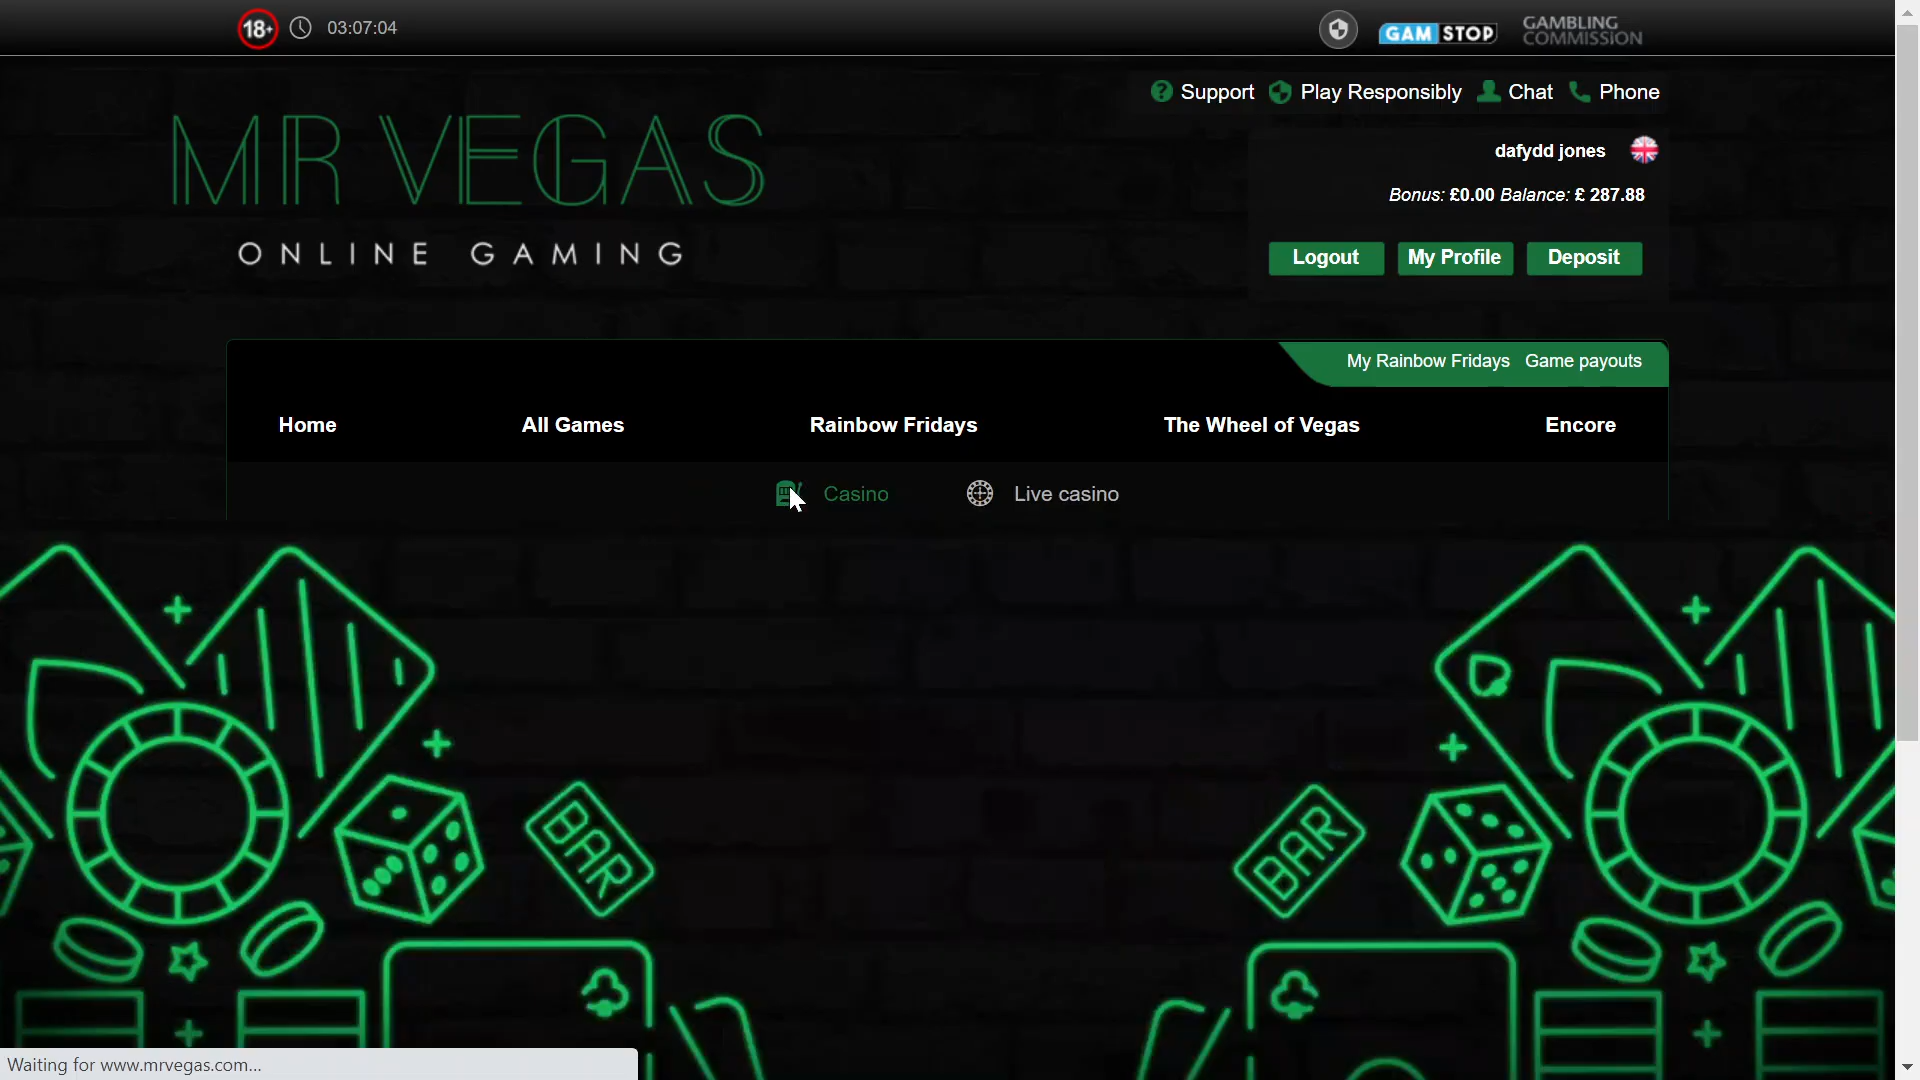 18+ 03:07:04 GAMSTOP GAMBLING COMMISSION
Support Play Responsibly Chat Phone
MR VEGAS
ONLINE GAMING
dafydd jones
Bonus: £0.00 Balance: £ 287.88
Logout My Profile Deposit
My Rainbow Fridays Game payouts
Home All Games Rainbow Fridays The Wheel of Vegas Encore
Casino Live casino
BAR BAR
Waiting for www.mrvegas.com...